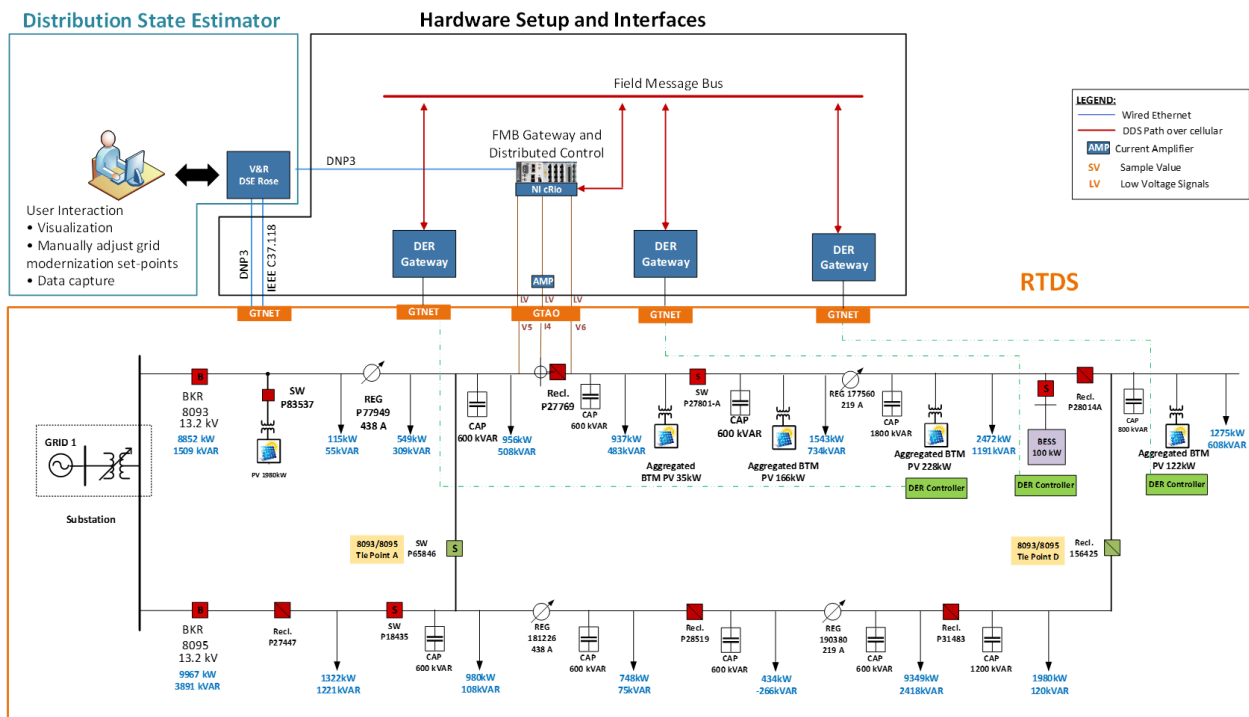 Distribution State Estimator
Hardware Setup and Interfaces
Field Message Bus
FMB Gateway and
Distributed Control
DNP3
NI cRio
V&R
DSE Rose
User Interaction
• Visualization
• Manually adjust grid
modernization set-points
• Data capture
DNP3
IEEE C37.118
DER
Gateway
DER
Gateway
DER
Gateway
AMP
LV
LV
LV
LEGEND:
Wired Ethernet
DDS Path over cellular
AMP
Current Amplifier
SV
Sample Value
LV
Low Voltage Signals
RTDS
GTNET
GTNET
GTAO
GTNET
GTNET
V5
I4
V6
B
BKR
8093
13.2 kV
8852 kW
1509 kVAR
SW
P83537
PV 1980kW
115kW
55kVAR
REG
P77949
438 A
549kW
309kVAR
CAP
600 kVAR
956kW
508kVAR
Recl.
P27769
CAP
600 kVAR
937kW
483kVAR
Aggregated
BTM PV 35kW
S
SW
P27801-A
CAP
600 kVAR
Aggregated BTM
PV 166kW
1543kW
734kVAR
REG 177560
219 A
CAP
1800 kVAR
Aggregated BTM
PV 228kW
DER Controller
2472kW
1191kVAR
S
BESS
100 kW
DER Controller
Recl.
P28014A
CAP
800 kVAR
Aggregated BTM
PV 122kW
DER Controller
1275kW
608kVAR
GRID 1
Substation
8093/8095
Tie Point A
SW
P65846
S
8093/8095
Tie Point D
Recl.
156425
B
BKR
8095
13.2 kV
9967 kW
3891 kVAR
Recl.
P27447
1322kW
1221kVAR
S
SW
P18435
CAP
600 kVAR
980kW
108kVAR
REG
181226
438 A
CAP
600 kVAR
748kW
75kVAR
Recl.
P28519
CAP
600 kVAR
434kW
-266kVAR
REG
190380
219 A
CAP
600 kVAR
9349kW
2418kVAR
Recl.
P31483
CAP
1200 kVAR
1980kW
120kVAR